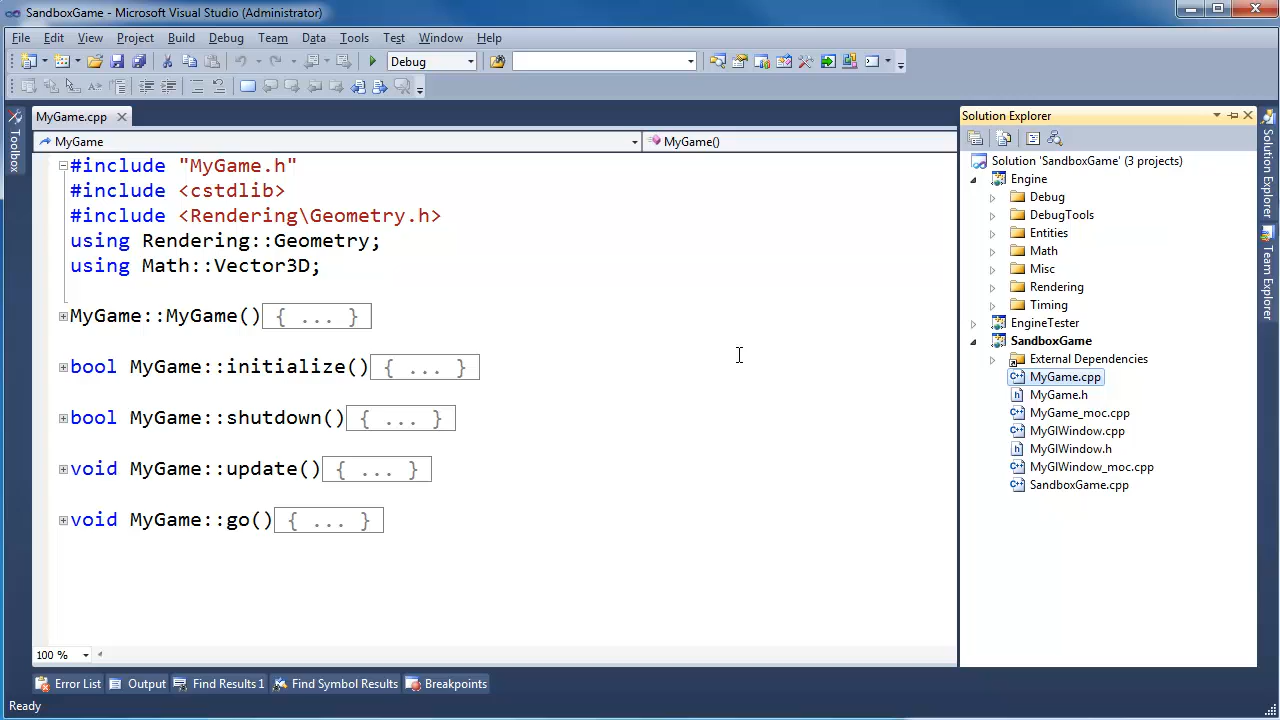 SandboxGame - Microsoft Visual Studio (Administrator)
File Edit View Project Build Debug Team Data Tools Test Window Help
Debug
MyGame.cpp
MyGame
MyGame()
#include "MyGame.h"
#include <cstdlib>
#include <Rendering\Geometry.h>
using Rendering::Geometry;
using Math::Vector3D;
MyGame::MyGame(){ ... }
bool MyGame::initialize(){ ... }
bool MyGame::shutdown(){ ... }
void MyGame::update(){ ... }
void MyGame::go(){ ... }
100 %
Toolbox
Solution Explorer
Solution 'SandboxGame' (3 projects)
Engine
Debug
DebugTools
Entities
Math
Misc
Rendering
Timing
EngineTester
SandboxGame
External Dependencies
MyGame.cpp
MyGame.h
MyGame_moc.cpp
MyGlWindow.cpp
MyGlWindow.h
MyGlWindow_moc.cpp
SandboxGame.cpp
Solution Explorer
Team Explorer
Error List Output Find Results 1 Find Symbol Results Breakpoints
Ready